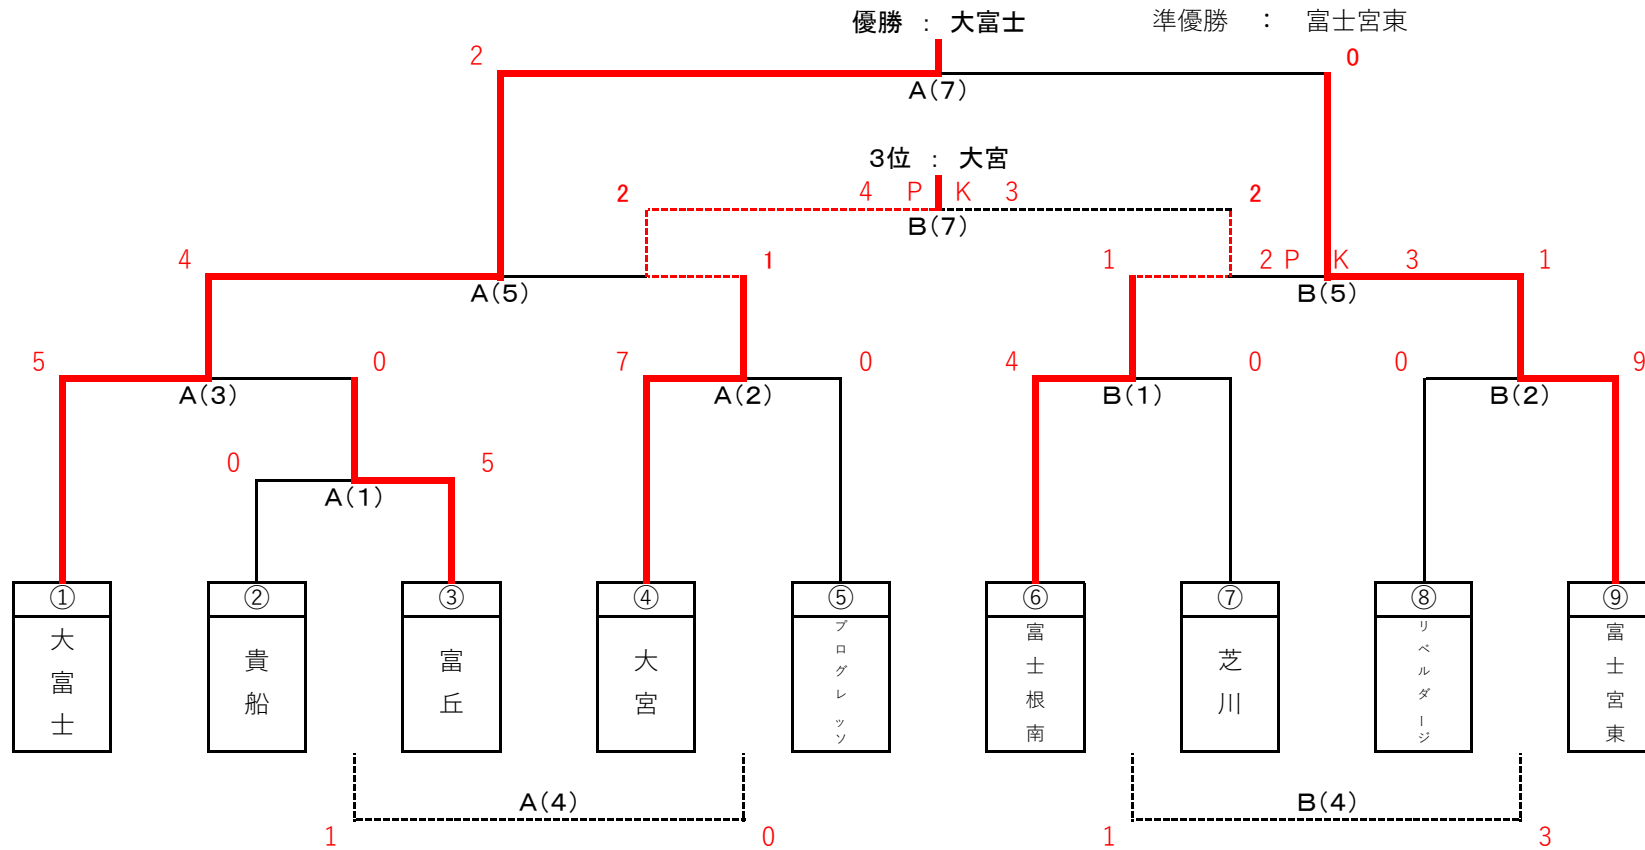 優勝 : 大富士 準優勝 : 富士宮東
2 0
A(7)
3位 : 大宮
2 4 P K 3 2
B(7)
4 1 1 2 P K 3 1
A(5) B(5)
5 0 7 0 4 0 0 9
A(3) A(2) B(1) B(2)
0 5
A(1)
① ② ③ ④ ⑤ ⑥ ⑦ ⑧ ⑨
大富士
貴船
富丘
大宮
プログレッソ
富士根南
芝川
リベルダージ
富士宮東
A(4) B(4)
1 0 1 3